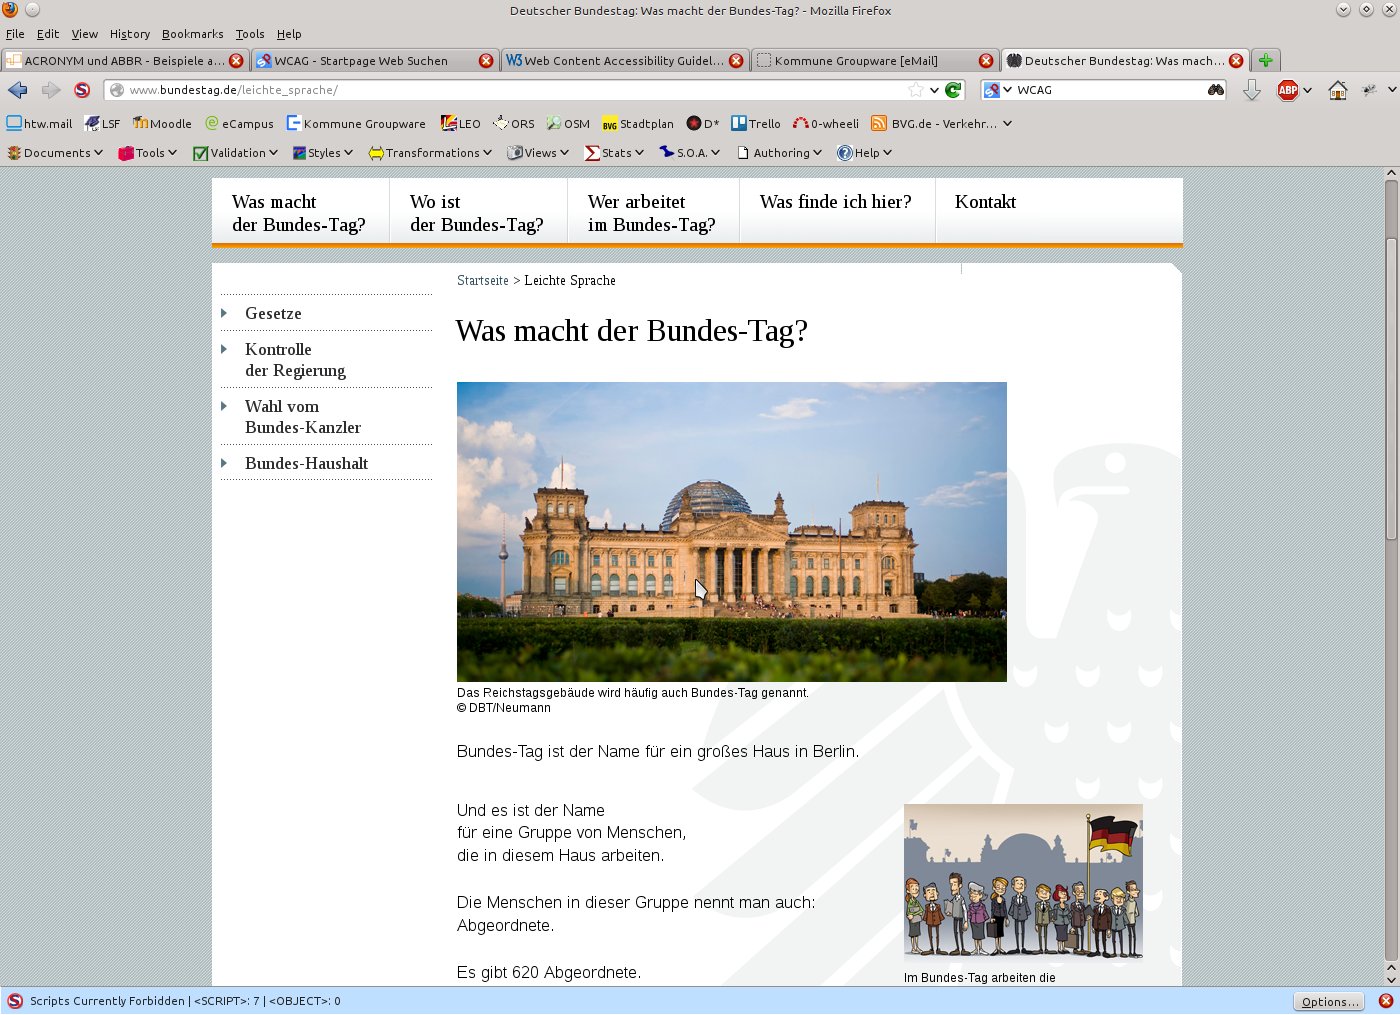 Deutscher Bundestag: Was macht der Bundes-Tag? - Mozilla Firefox
File Edit View History Bookmarks Tools Help
ACRONYM und ABBR - Beispiele a...
WCAG - Startpage Web Suchen
Web Content Accessibility Guidel...
Kommune Groupware [eMail]
Deutscher Bundestag: Was mach...
www.bundestag.de/leichte_sprache/
WCAG
ABP
htw.mail LSF Moodle eCampus Kommune Groupware LEO ORS OSM BVG Stadtplan D* Trello 0-wheeli BVG.de - Verkehr...
Documents Tools Validation Styles Transformations Views Stats S.O.A. Authoring Help
Was macht
der Bundes-Tag?
Wo ist
der Bundes-Tag?
Wer arbeitet
im Bundes-Tag?
Was finde ich hier?
Kontakt
Gesetze
Kontrolle
der Regierung
Wahl vom
Bundes-Kanzler
Bundes-Haushalt
Startseite > Leichte Sprache
Was macht der Bundes-Tag?
Das Reichstagsgebäude wird häufig auch Bundes-Tag genannt.
© DBT/Neumann
Bundes-Tag ist der Name für ein großes Haus in Berlin.
Und es ist der Name
für eine Gruppe von Menschen,
die in diesem Haus arbeiten.
Die Menschen in dieser Gruppe nennt man auch:
Abgeordnete.
Es gibt 620 Abgeordnete.
Im Bundes-Tag arbeiten die
Scripts Currently Forbidden | <SCRIPT>: 7 | <OBJECT>: 0
Options...